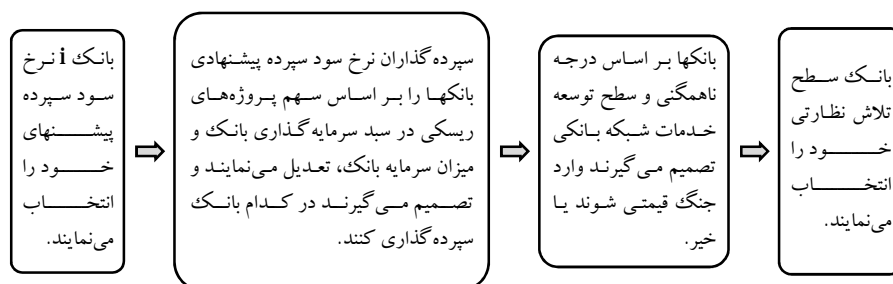 بانک i نرخ
سود سپرده
پیشنهای
خود را
انتخاب
می‌نمایند.
سپرده‌گذاران نرخ سود سپرده پیشنهادی
بانکها را بر اساس سهم پروژه‌های
ریسکی در سبد سرمایه‌گذاری بانک و
میزان سرمایه بانک، تعدیل می‌نمایند و
تصمیم می‌گیرند در کدام بانک
سپرده‌گذاری کنند.
بانکها بر اساس درجه
ناهمگنی و سطح توسعه
خدمات شبکه بانکی
تصمیم می‌گیرند وارد
جنگ قیمتی شوند یا
خیر.
بانک سطح
تلاش نظارتی
خود را
انتخاب
می‌نمایند.